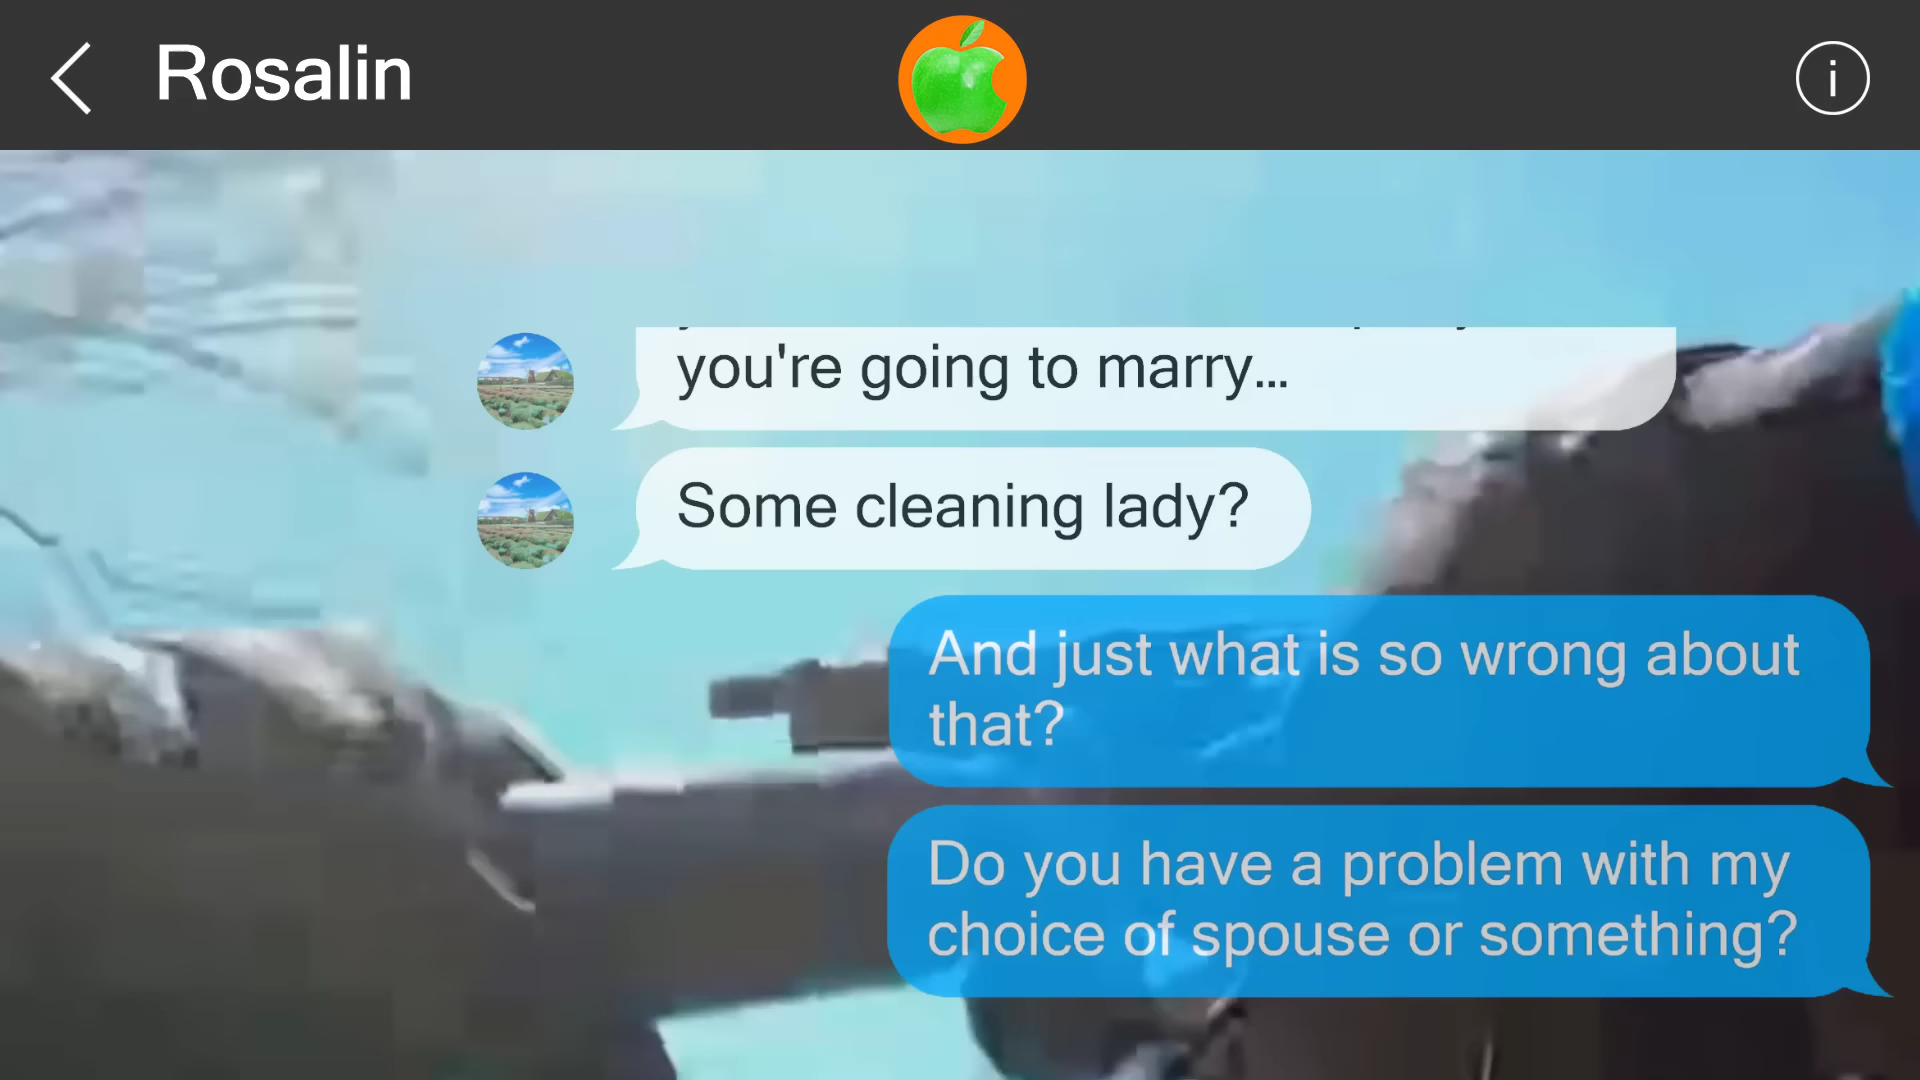 Rosalin
i
you're going to marry...
Some cleaning lady?
And just what is so wrong about
that?
Do you have a problem with my
choice of spouse or something?